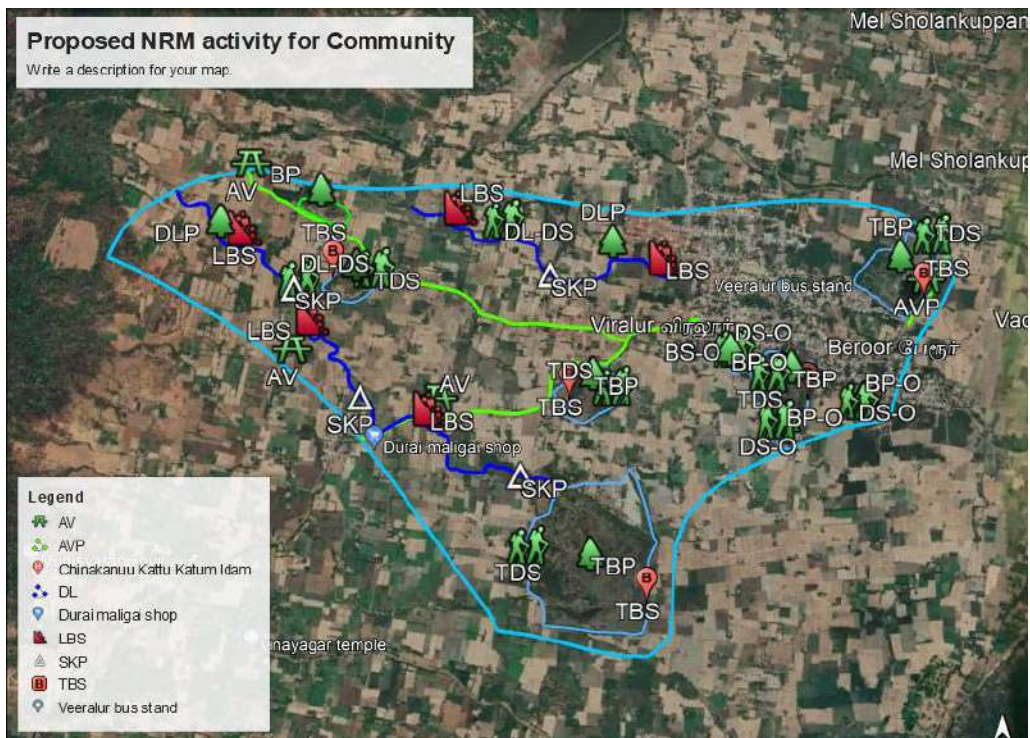 Mel Sholankuppan
Proposed NRM activity for Community
Write a description for your map.
Mel Sholankup
BP
AV
LBS
DLP
DLP
TBS
DL-DS
TBP
TDS
LBS
DL-DS
TDS
LBS
TBS
SKP
SKP
Veeralur bus stand
AVP
LBS
Viralur விரலூர்
DS-O
Vad
AV
BS-O
BP-O
Beroor பேரூர்
TDS
TBP
BP-O
AV
TBS
TBP
TDS
SKP
LBS
BP-O
DS-O
Durai maligai shop
DS-O
SKP
Legend
AV
AVP
Chinakanuu Kattu Katum Idam
DL
Durai maliga shop
LBS
SKP
TBS
Veeralur bus stand
TDS
TBP
TBS
inayagar temple
B
B
B
B